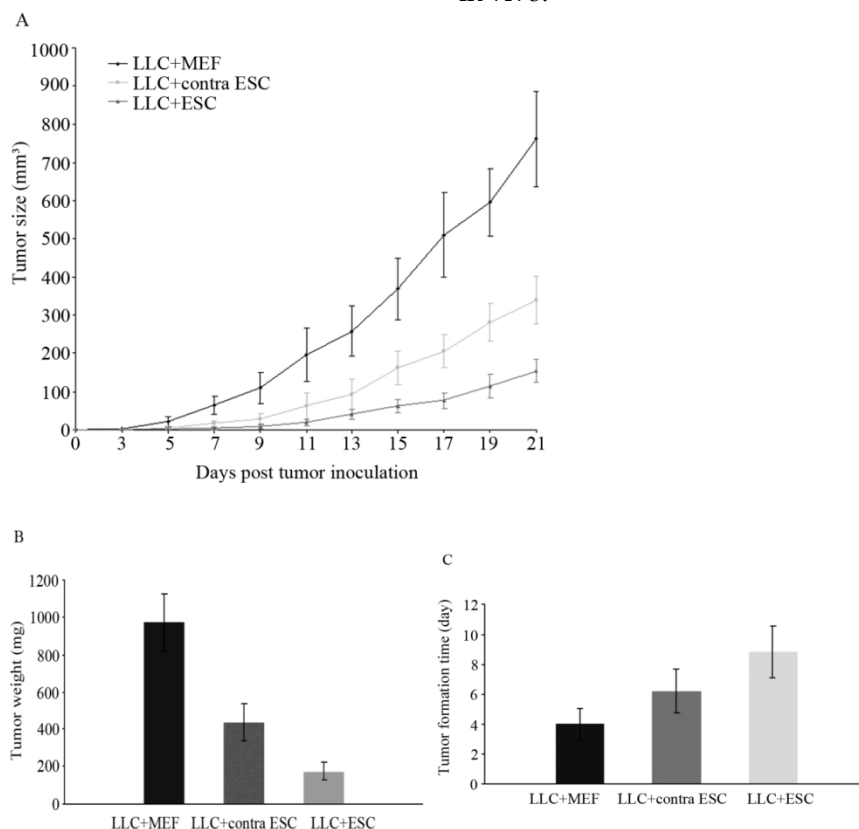 A
1000
900
800
700
600
500
400
300
200
100
0
Tumor size (mm³)
LLC+MEF
LLC+contra ESC
LLC+ESC
0 3 5 7 9 11 13 15 17 19 21
Days post tumor inoculation
B
1200
1000
800
600
400
200
0
Tumor weight (mg)
LLC+MEF LLC+contra ESC LLC+ESC
C
12
10
8
6
4
2
0
Tumor formation time (day)
LLC+MEF LLC+contra ESC LLC+ESC